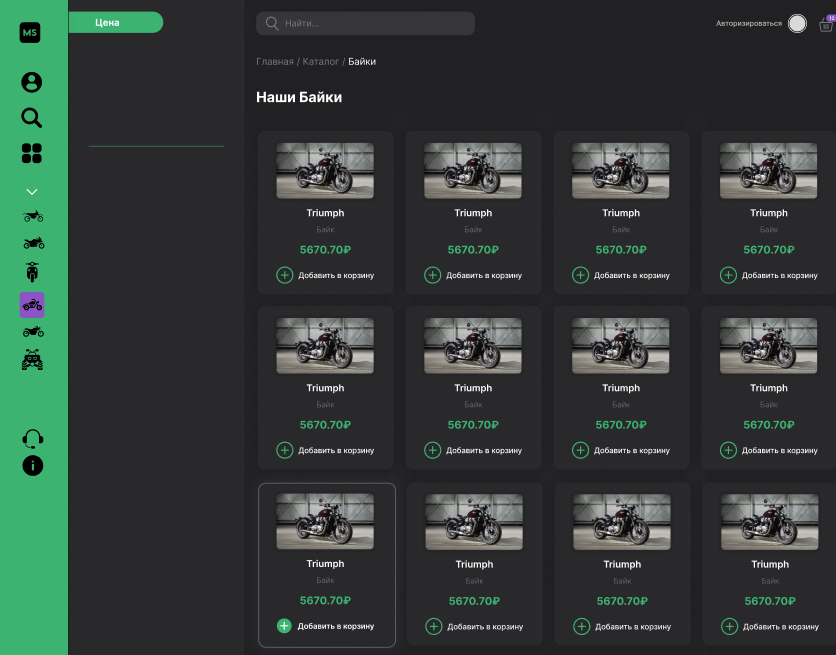 MS
Цена
Найти...
Авторизироваться
12
Главная / Каталог / Байки
Наши Байки
Triumph
Байк
5670.70₽
Добавить в корзину
Triumph
Байк
5670.70₽
Добавить в корзину
Triumph
Байк
5670.70₽
Добавить в корзину
Triumph
Байк
5670.70₽
Добавить в корзину
Triumph
Байк
5670.70₽
Добавить в корзину
Triumph
Байк
5670.70₽
Добавить в корзину
Triumph
Байк
5670.70₽
Добавить в корзину
Triumph
Байк
5670.70₽
Добавить в корзину
Triumph
Байк
5670.70₽
Добавить в корзину
Triumph
Байк
5670.70₽
Добавить в корзину
Triumph
Байк
5670.70₽
Добавить в корзину
Triumph
Байк
5670.70₽
Добавить в корзину